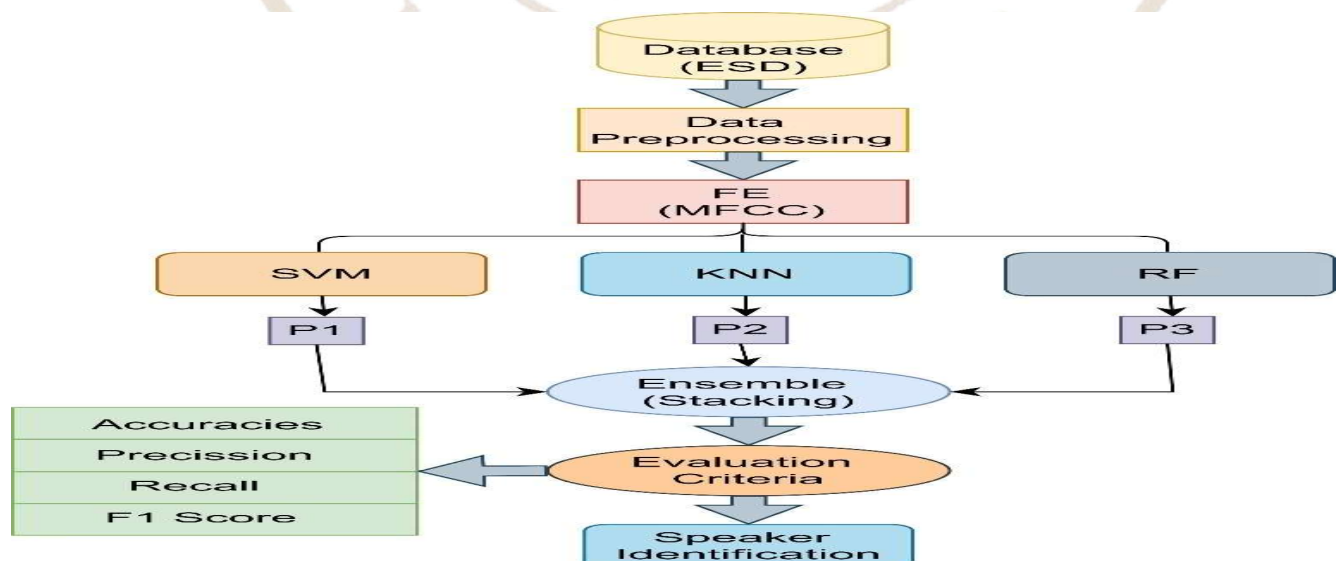 Database
(ESD)
Data
Preprocessing
FE
(MFCC)
SVM
KNN
RF
P1
P2
P3
Ensemble
(Stacking)
Accuracies
Precission
Recall
F1 Score
Evaluation
Criteria
Speaker
Identification